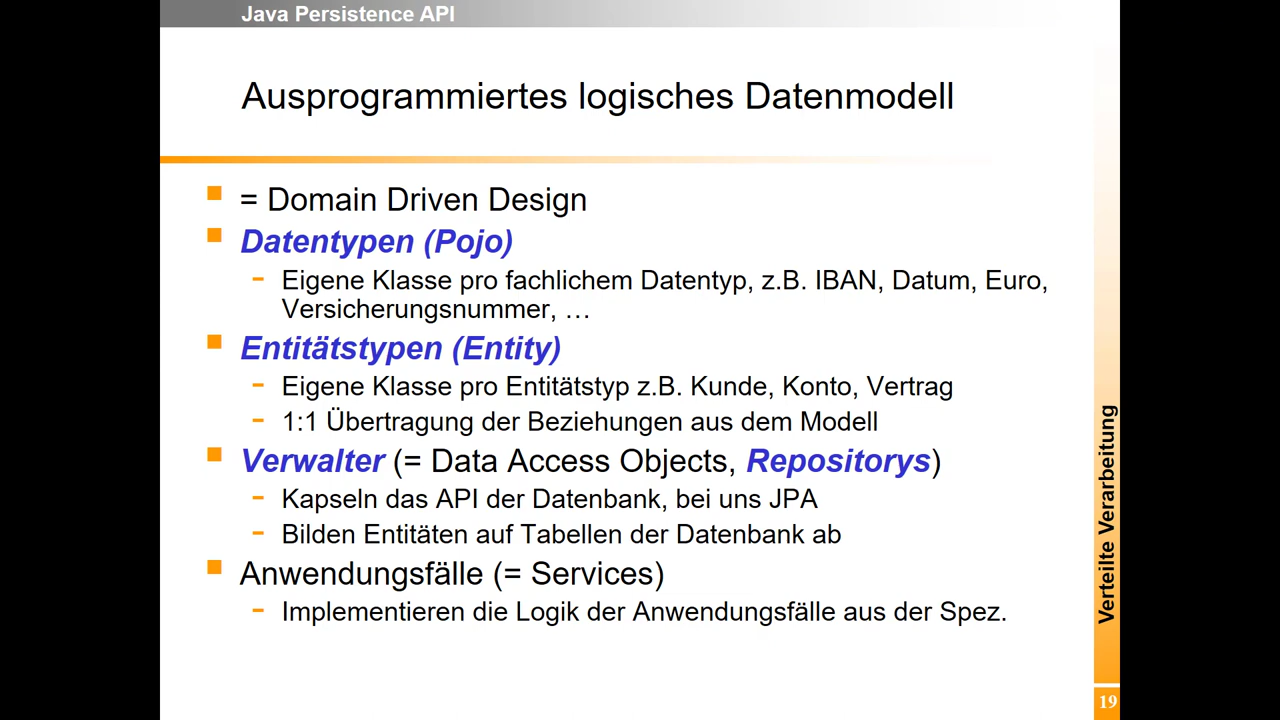 Java Persistence API
Ausprogrammiertes logisches Datenmodell
= Domain Driven Design
Datentypen (Pojo)
- Eigene Klasse pro fachlichem Datentyp, z.B. IBAN, Datum, Euro,
Versicherungsnummer, …
Entitätstypen (Entity)
- Eigene Klasse pro Entitätstyp z.B. Kunde, Konto, Vertrag
- 1:1 Übertragung der Beziehungen aus dem Modell
Verwalter (= Data Access Objects, Repositorys)
- Kapseln das API der Datenbank, bei uns JPA
- Bilden Entitäten auf Tabellen der Datenbank ab
Anwendungsfälle (= Services)
- Implementieren die Logik der Anwendungsfälle aus der Spez.
Verteilte Verarbeitung
19